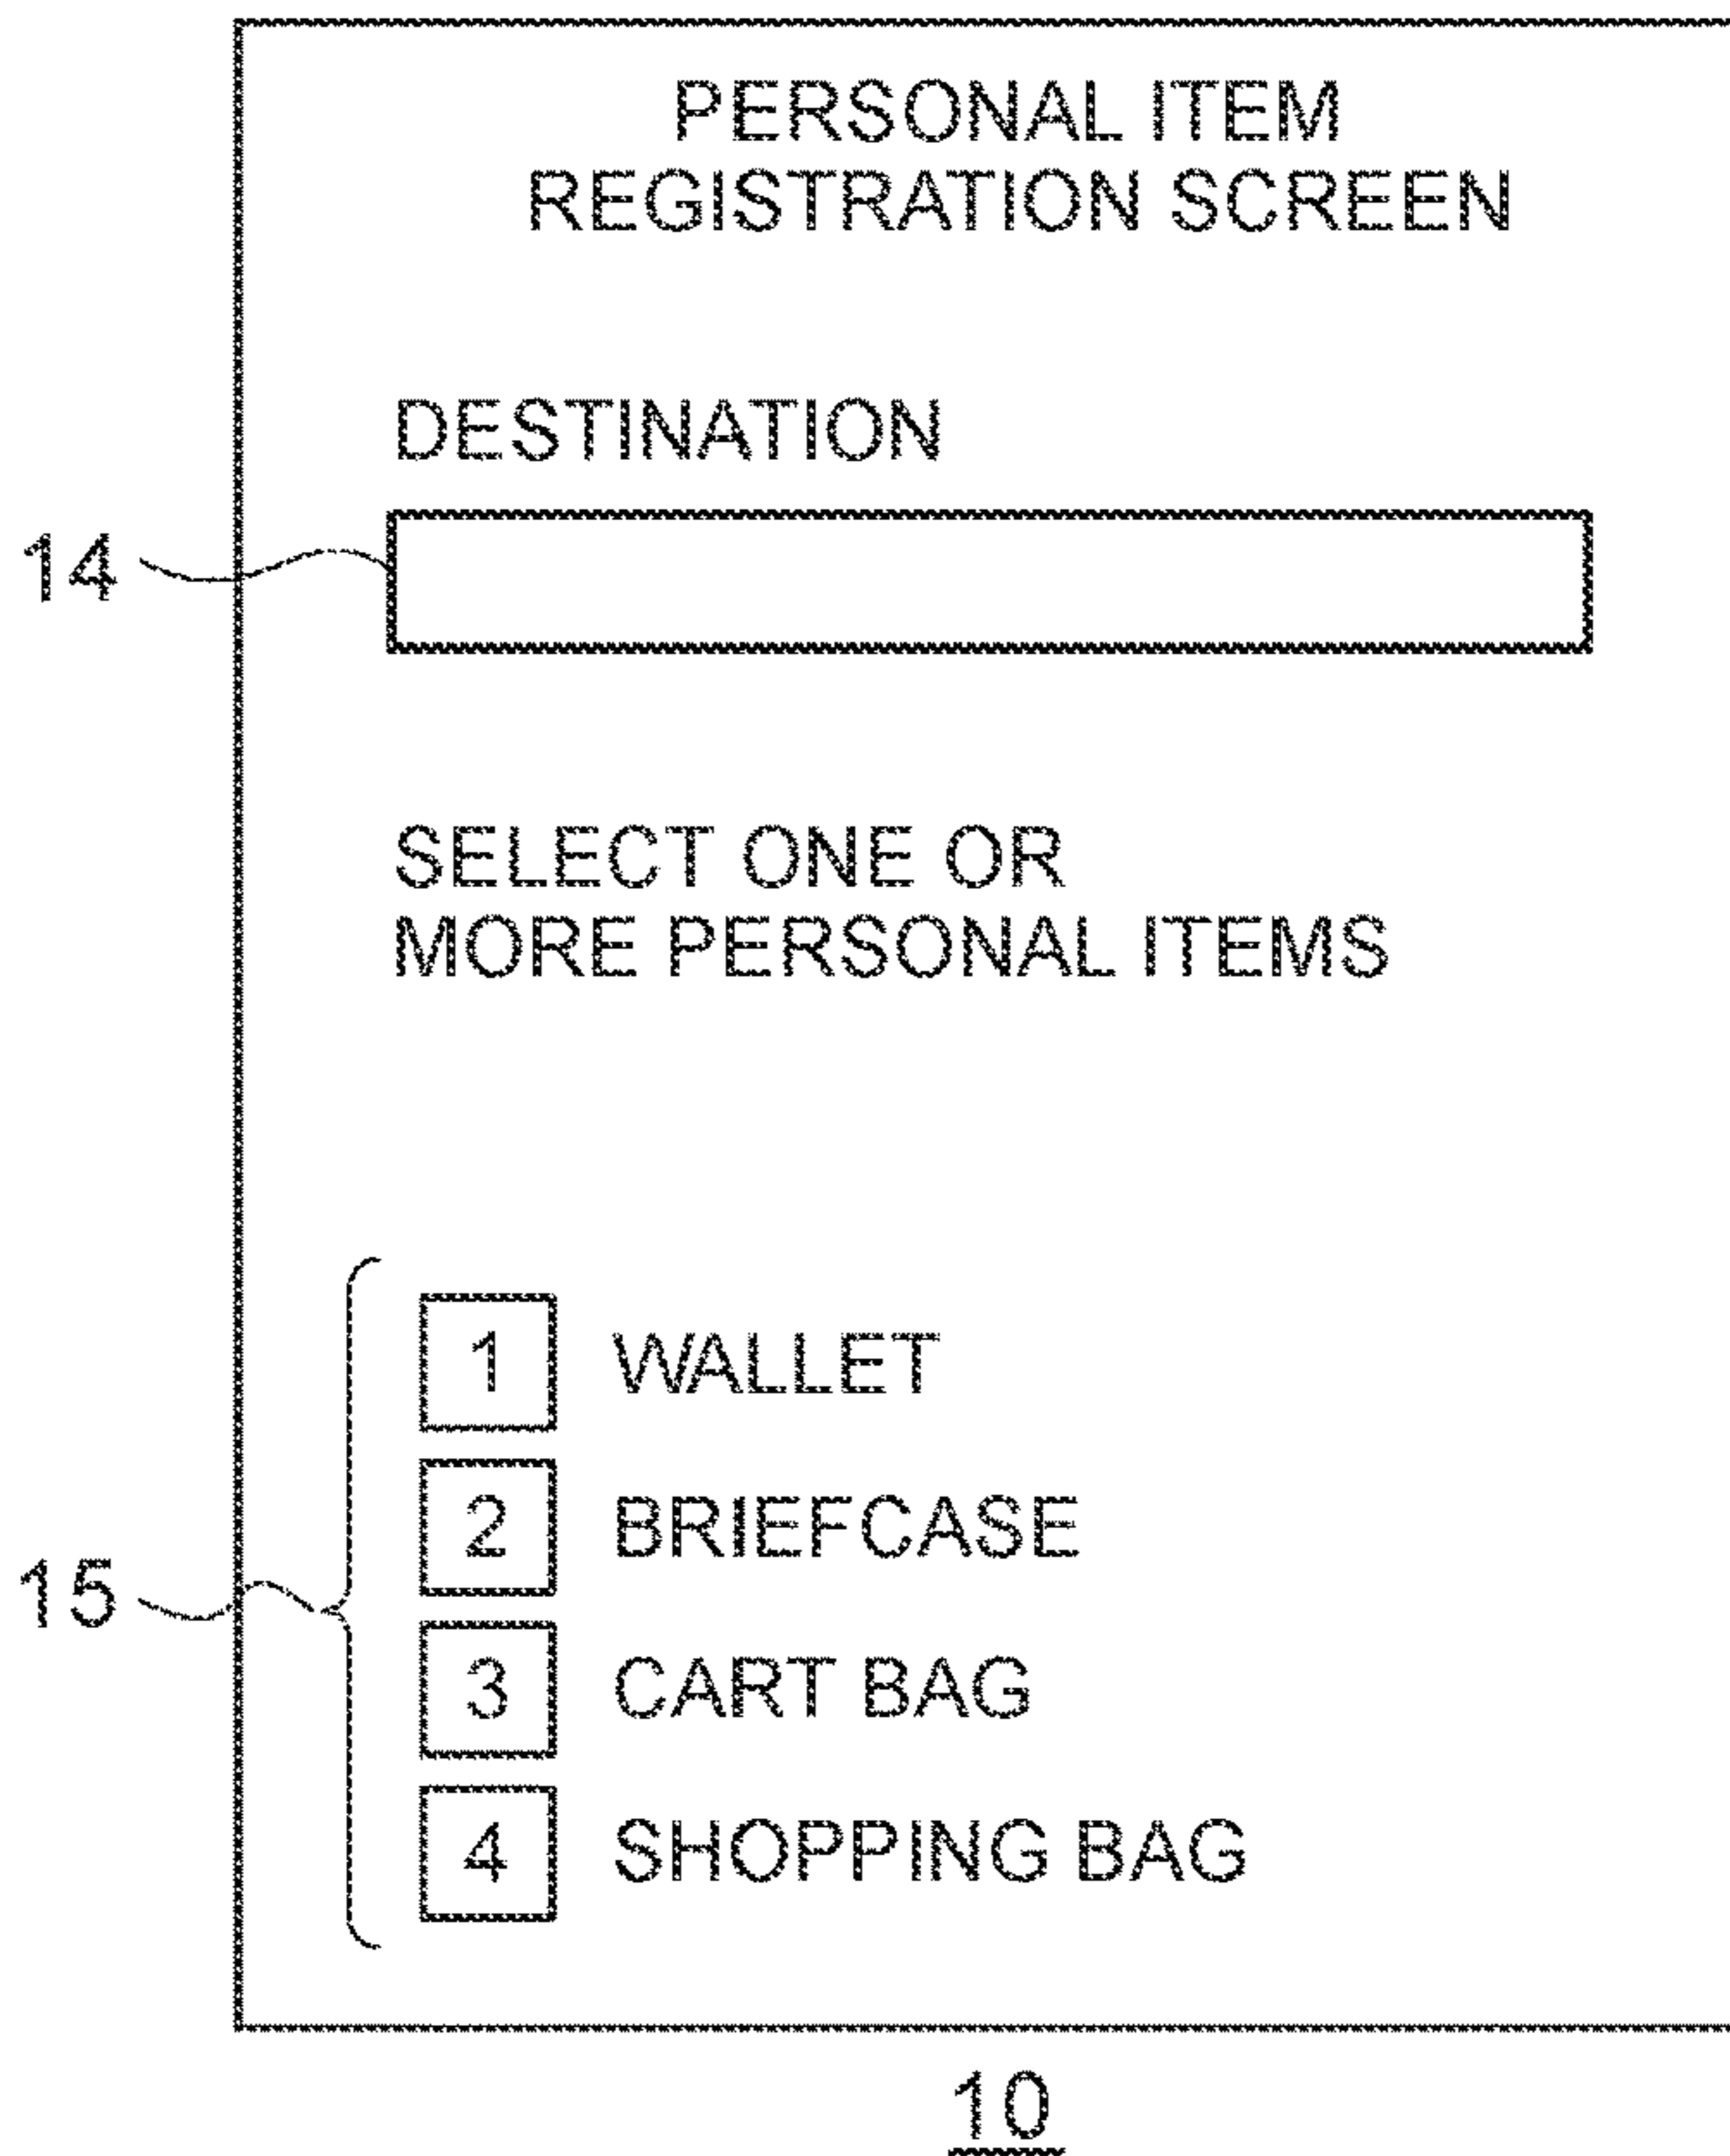 PERSONAL ITEM
REGISTRATION SCREEN
DESTINATION
14
SELECT ONE OR
MORE PERSONAL ITEMS
1 WALLET
2 BRIEFCASE
15
3 CART BAG
4 SHOPPING BAG
10